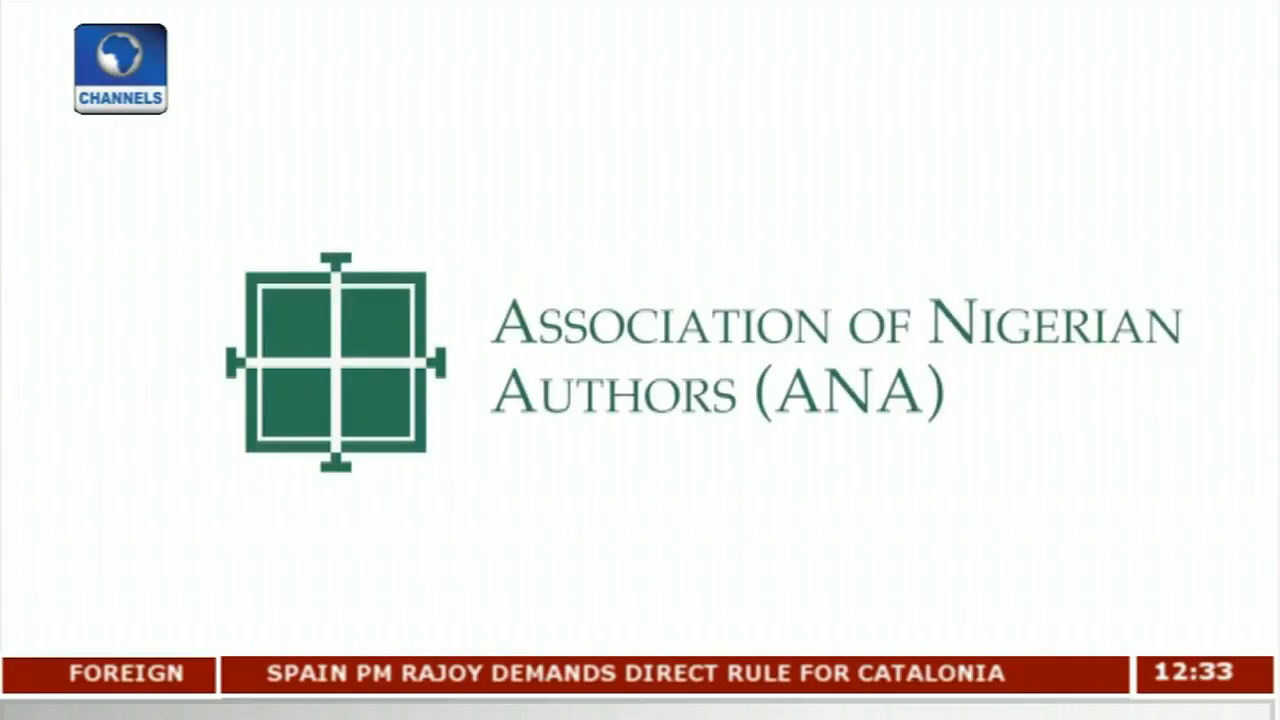 CHANNELS
ASSOCIATION OF NIGERIAN
AUTHORS (ANA)
FOREIGN
SPAIN PM RAJOY DEMANDS DIRECT RULE FOR CATALONIA
12:33